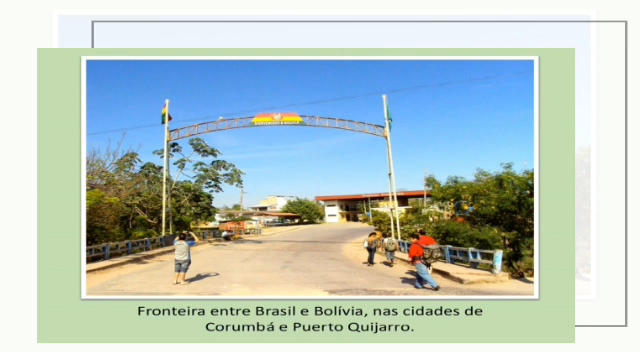 Fronteira entre Brasil e Bolívia, nas cidades de
Corumbá e Puerto Quijarro.